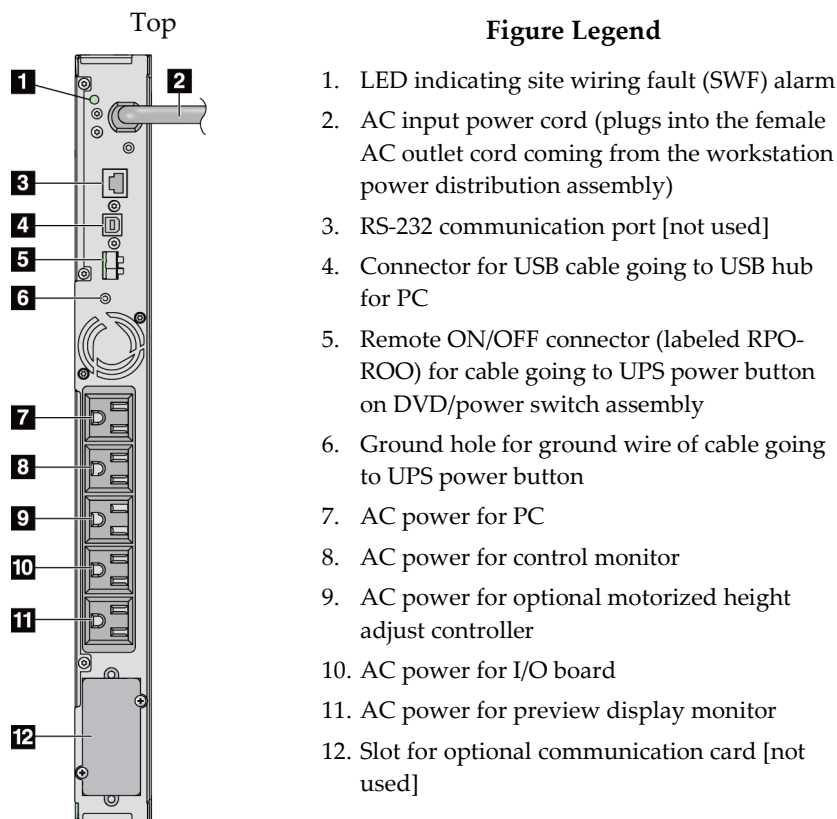 Top
1
2
3
4
5
6
7
8
9
10
11
12
Figure Legend
1. LED indicating site wiring fault (SWF) alarm
2. AC input power cord (plugs into the female
AC outlet cord coming from the workstation
power distribution assembly)
3. RS-232 communication port [not used]
4. Connector for USB cable going to USB hub
for PC
5. Remote ON/OFF connector (labeled RPO-
ROO) for cable going to UPS power button
on DVD/power switch assembly
6. Ground hole for ground wire of cable going
to UPS power button
7. AC power for PC
8. AC power for control monitor
9. AC power for optional motorized height
adjust controller
10. AC power for I/O board
11. AC power for preview display monitor
12. Slot for optional communication card [not
used]